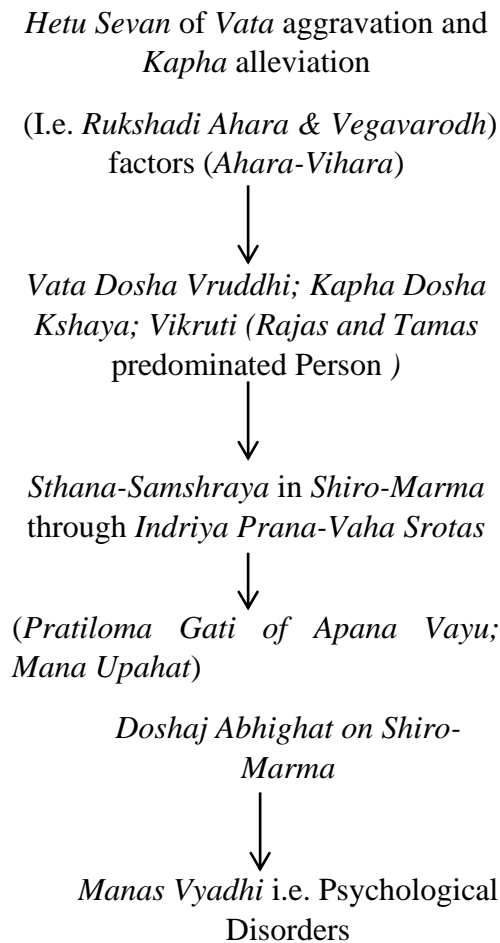 Hetu Sevan of Vata aggravation and
Kapha alleviation
(I.e. Rukshadi Ahara & Vegavarodh)
factors (Ahara-Vihara)
Vata Dosha Vruddhi; Kapha Dosha
Kshaya; Vikruti (Rajas and Tamas
predominated Person )
Sthana-Samshraya in Shiro-Marma
through Indriya Prana-Vaha Srotas
(Pratiloma Gati of Apana Vayu;
Mana Upahat)
Doshaj Abhighat on Shiro-
Marma
Manas Vyadhi i.e. Psychological
Disorders